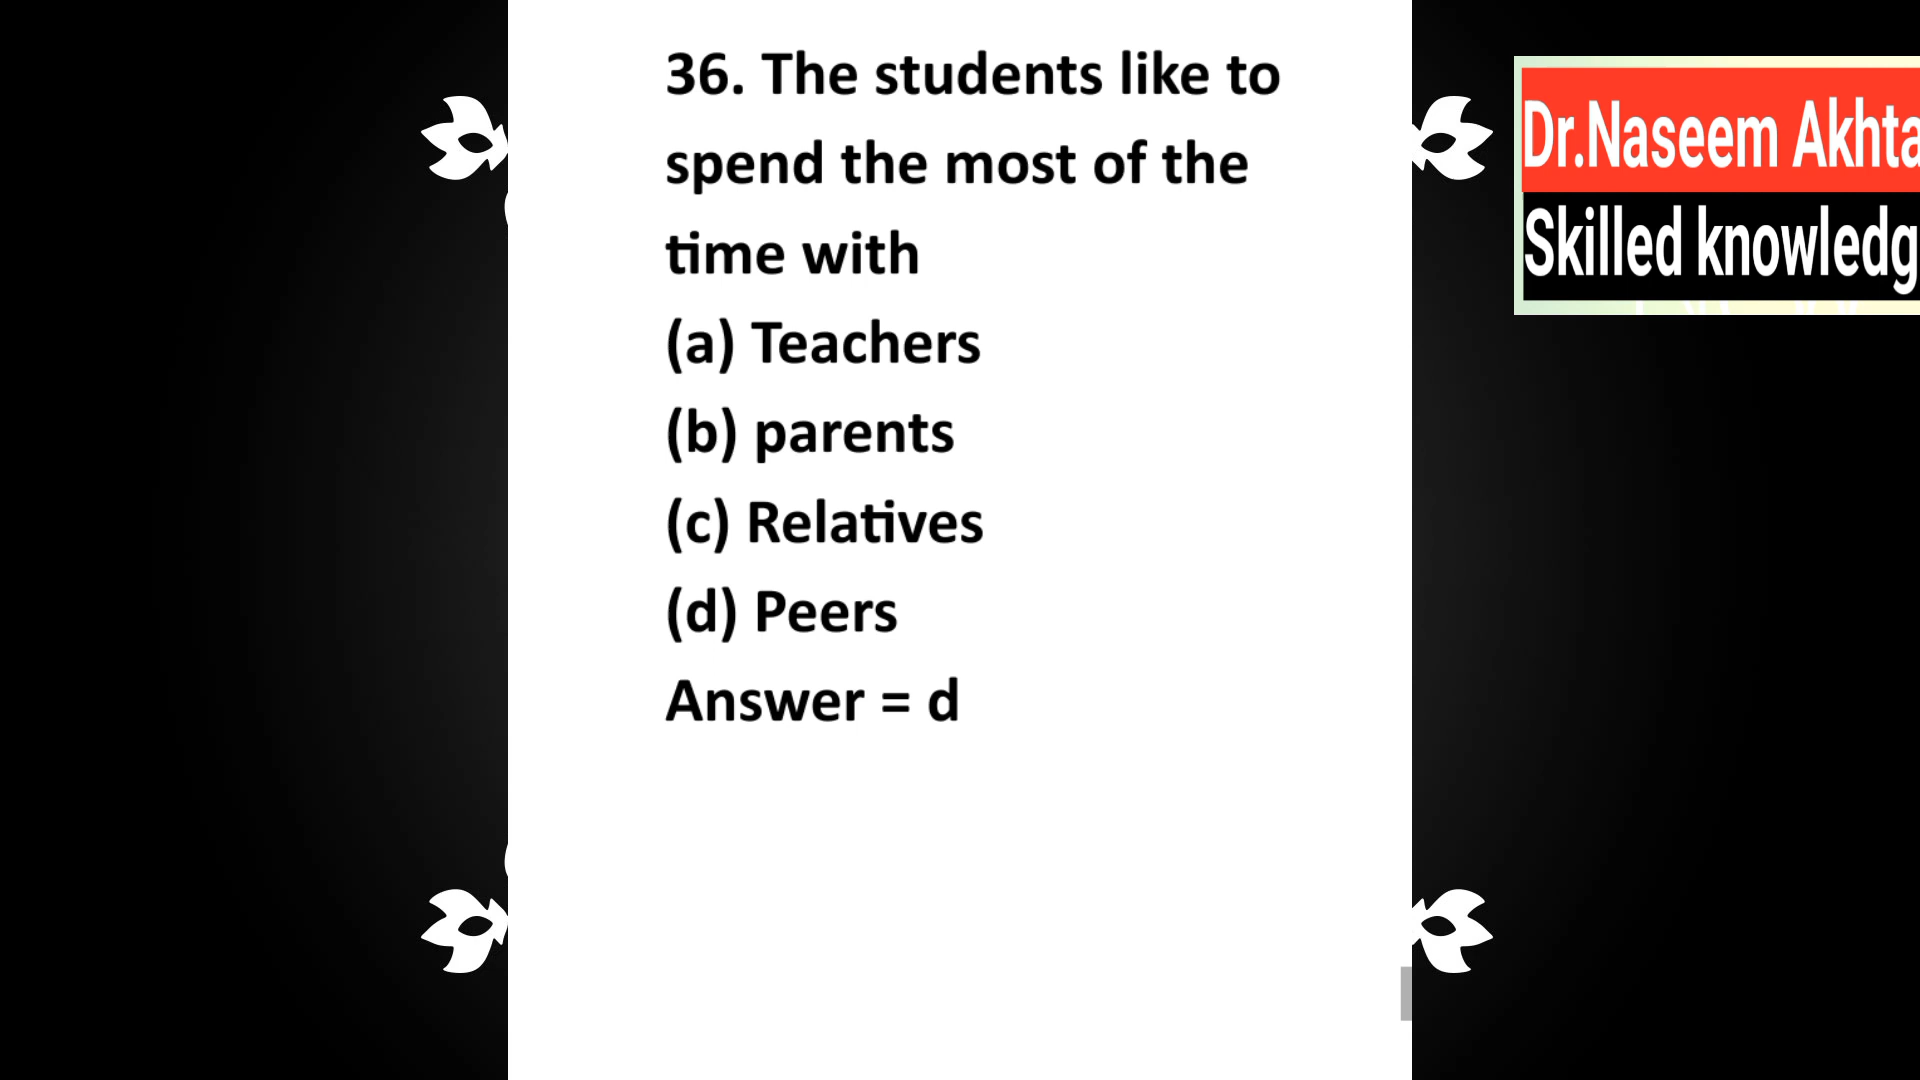 36. The students like to
spend the most of the
time with
(a) Teachers
(b) parents
(c) Relatives
(d) Peers
Answer = d
Dr.Naseem Akhta
Skilled knowledg